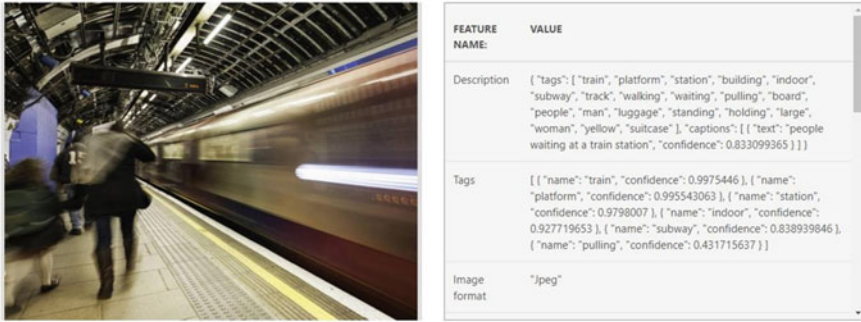 FEATURE NAME:
VALUE
Description
{ "tags": [ "train", "platform", "station", "building", "indoor",
"subway", "track", "walking", "waiting", "pulling", "board",
"people", "man", "luggage", "standing", "holding", "large",
"woman", "yellow", "suitcase" ], "captions": [ { "text": "people
waiting at a train station", "confidence": 0.833099365 } ] }
Tags
[ { "name": "train", "confidence": 0.9975446 }, { "name":
"platform", "confidence": 0.995543063 }, { "name": "station",
"confidence": 0.9798007 }, { "name": "indoor", "confidence":
0.927719653 }, { "name": "subway", "confidence": 0.838939846 },
{ "name": "pulling", "confidence": 0.431715637 } ]
Image
format
"Jpeg"